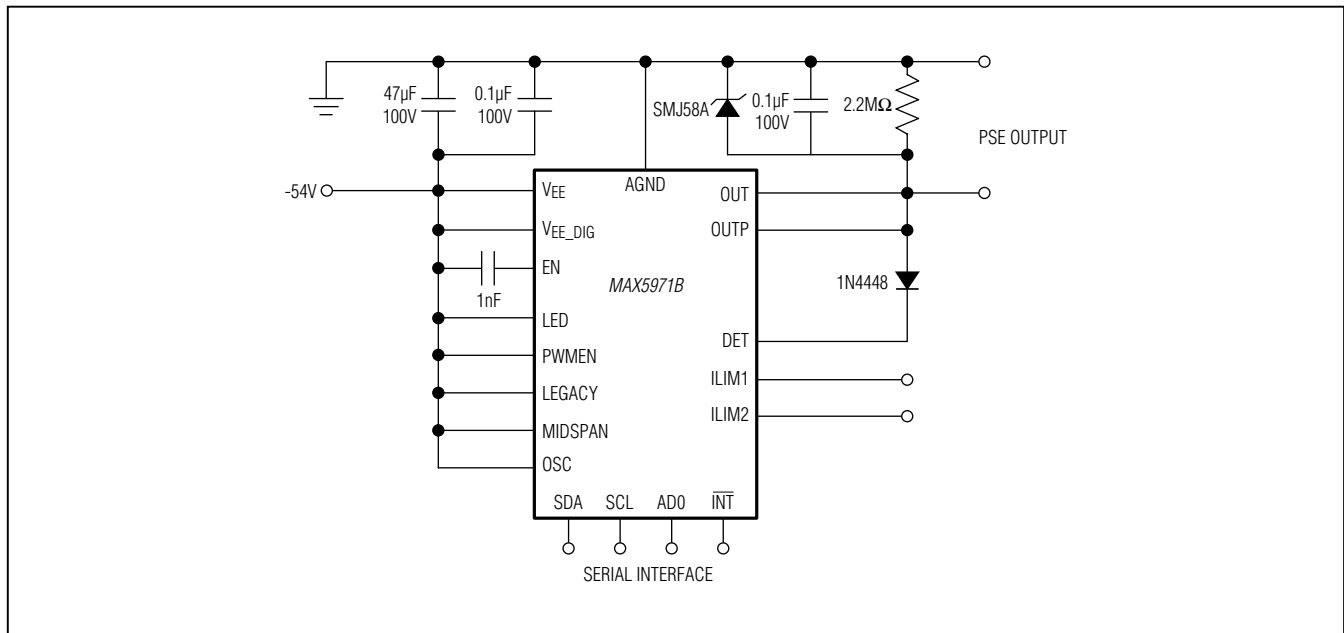 47µF
100V
0.1µF
100V
SMJ58A
0.1µF
100V
2.2MΩ
PSE OUTPUT
-54V
AGND
VEE
OUT
VEE_DIG
OUTP
EN
1nF
MAX5971B
1N4448
LED
DET
PWMEN
ILIM1
LEGACY
ILIM2
MIDSPAN
OSC
SDA SCL AD0 INT
SERIAL INTERFACE